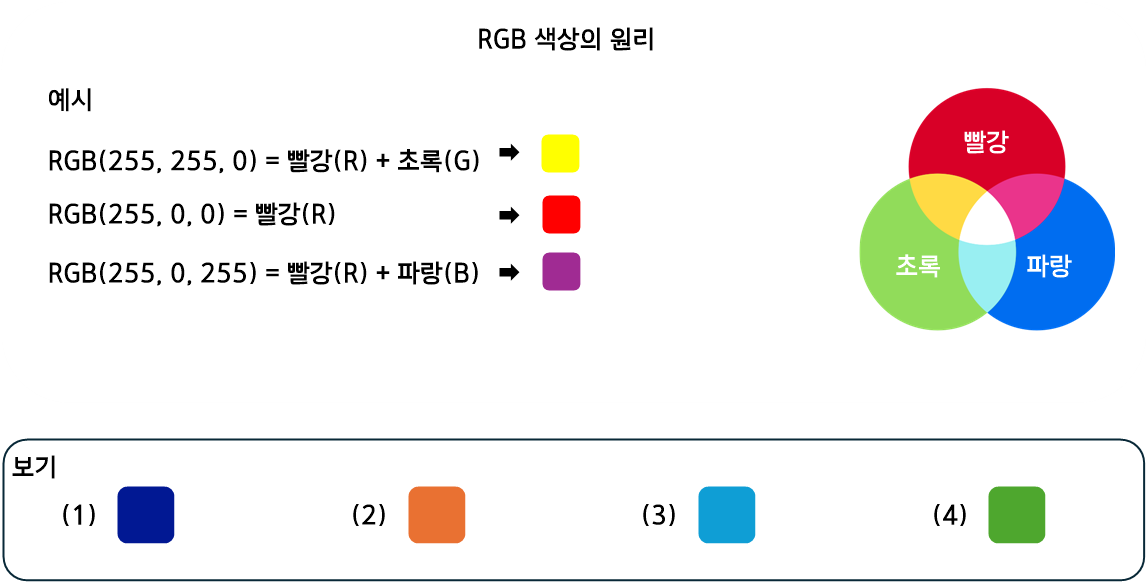 RGB 색상의 원리
예시
RGB(255, 255, 0) = 빨강(R) + 초록(G)
RGB(255, 0, 0) = 빨강(R)
RGB(255, 0, 255) = 빨강(R) + 파랑(B)
빨강
초록
파랑
보기
(1)
(2)
(3)
(4)